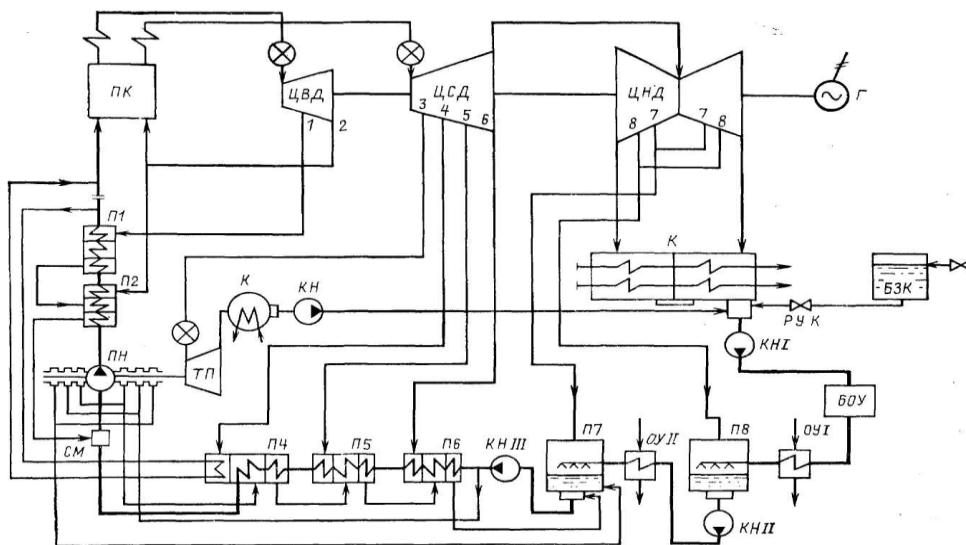 ПК
ЦВД
1
2
ЦСД
3
4
5
6
ЦНД
8
7
7
8
Г
П1
П2
К
КН
К
БЗК
РУК
КНI
ПН
ТП
БОУ
СМ
П4
П5
П6
КНIII
П7
ОУII
П8
ОУI
КНII